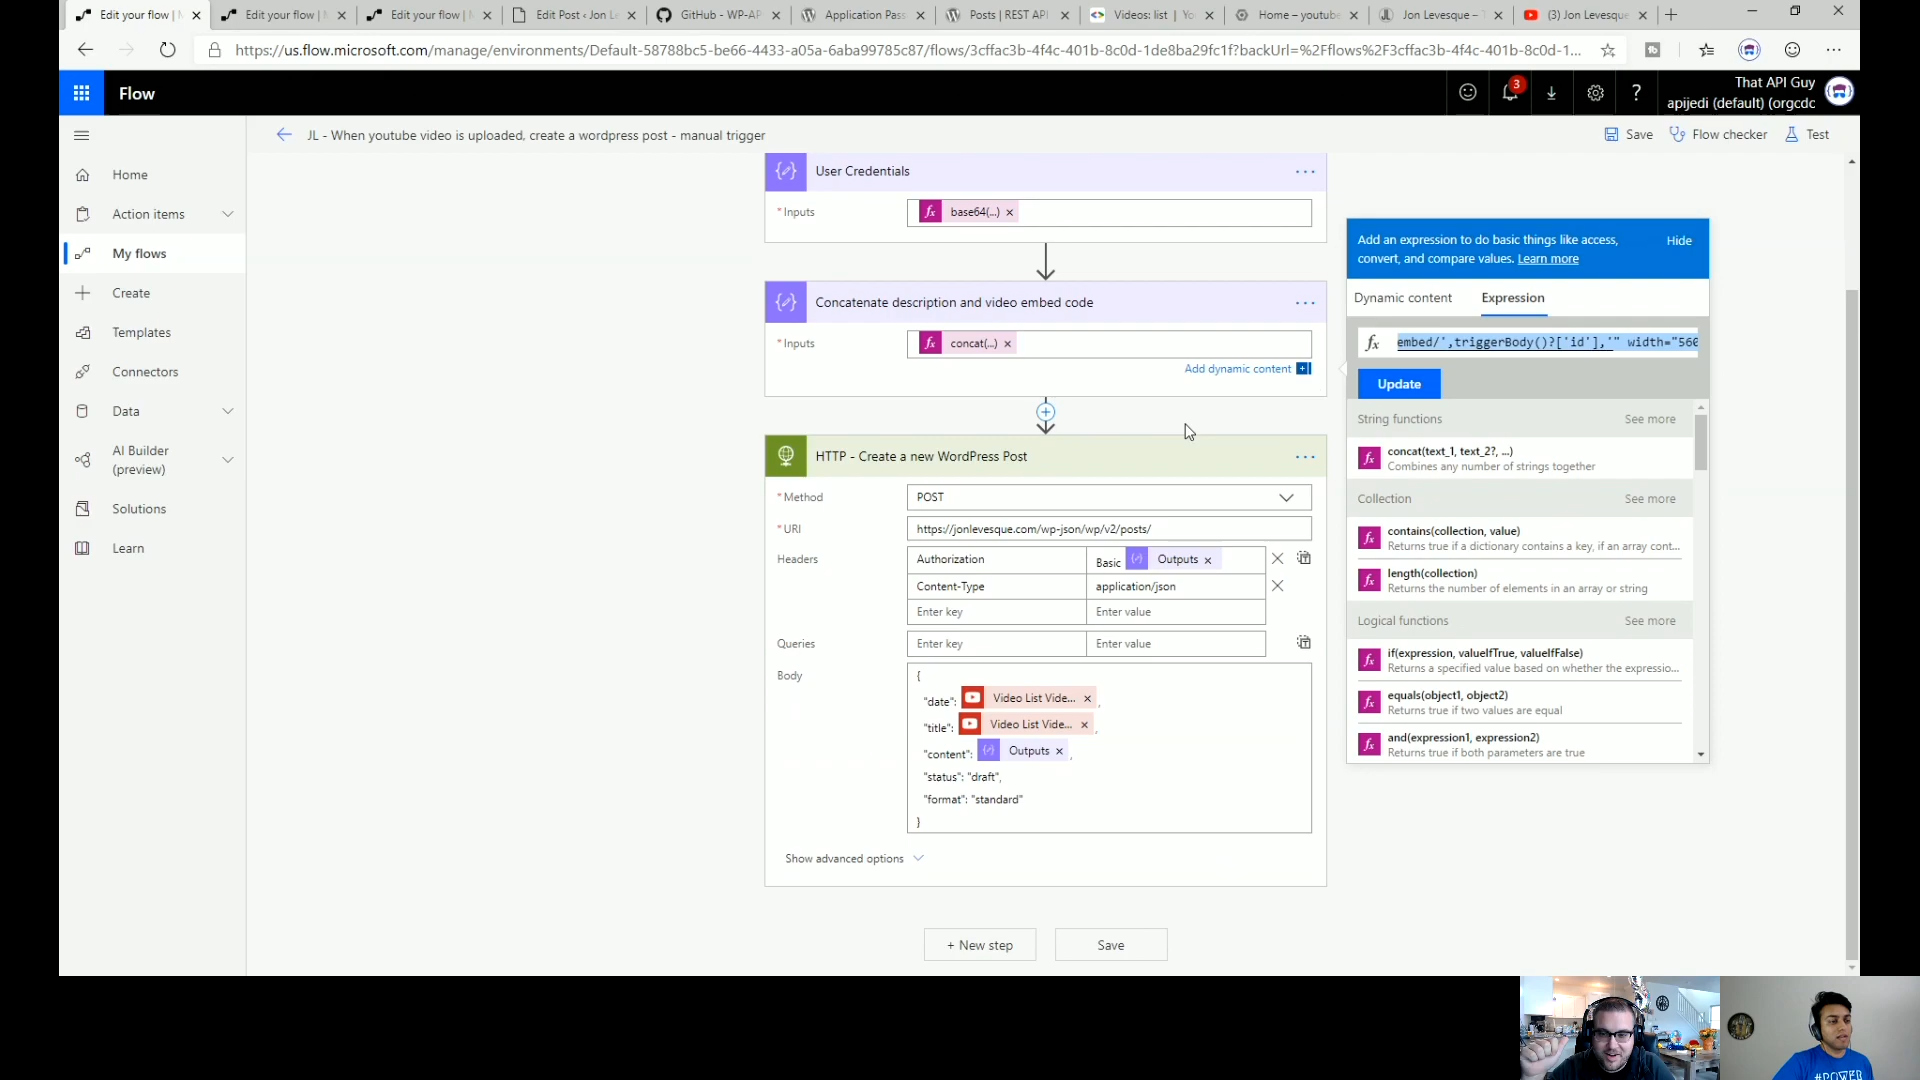 Edit your flow |
Edit your flow |
Edit your flow |
Edit Post ‹ Jon Le
GitHub - WP-AP
Application Pass
Posts | REST API
Videos: list | Yo
Home – youtube
Jon Levesque –
(3) Jon Levesque
https://us.flow.microsoft.com/manage/environments/Default-58788bc5-be66-4433-a05a-6aba99785c87/flows/3cffac3b-4f4c-401b-8c0d-1de8ba29fc1f?backUrl=%2Fflows%2F3cffac3b-4f4c-401b-8c0d-1...
Flow
3
?
That API Guy
apijedi (default) (orgcdc
JL - When youtube video is uploaded, create a wordpress post - manual trigger
Save
Flow checker
Test
Home
Action items
My flows
Create
Templates
Connectors
Data
AI Builder
(preview)
Solutions
Learn
User Credentials
* Inputs
fx base64(...) ×
Concatenate description and video embed code
* Inputs
fx concat(...) ×
Add dynamic content
HTTP - Create a new WordPress Post
* Method
POST
* URI
https://jonlevesque.com/wp-json/wp/v2/posts/
Headers
Authorization
Basic Outputs ×
Content-Type
application/json
Enter key
Enter value
Queries
Enter key
Enter value
Body
{
"date": Video List Vide... × ,
"title": Video List Vide... × ,
"content": Outputs × ,
"status": "draft",
"format": "standard"
}
Show advanced options
+ New step
Save
Add an expression to do basic things like access,
convert, and compare values. Learn more
Hide
Dynamic content
Expression
fx embed/',triggerBody()?['id'],'" width="560
Update
String functions
See more
fx concat(text_1, text_2?, ...)
Combines any number of strings together
Collection
See more
fx contains(collection, value)
Returns true if a dictionary contains a key, if an array cont...
fx length(collection)
Returns the number of elements in an array or string
Logical functions
See more
fx if(expression, valueIfTrue, valueIfFalse)
Returns a specified value based on whether the expressio...
fx equals(object1, object2)
Returns true if two values are equal
fx and(expression1, expression2)
Returns true if both parameters are true
#POWER